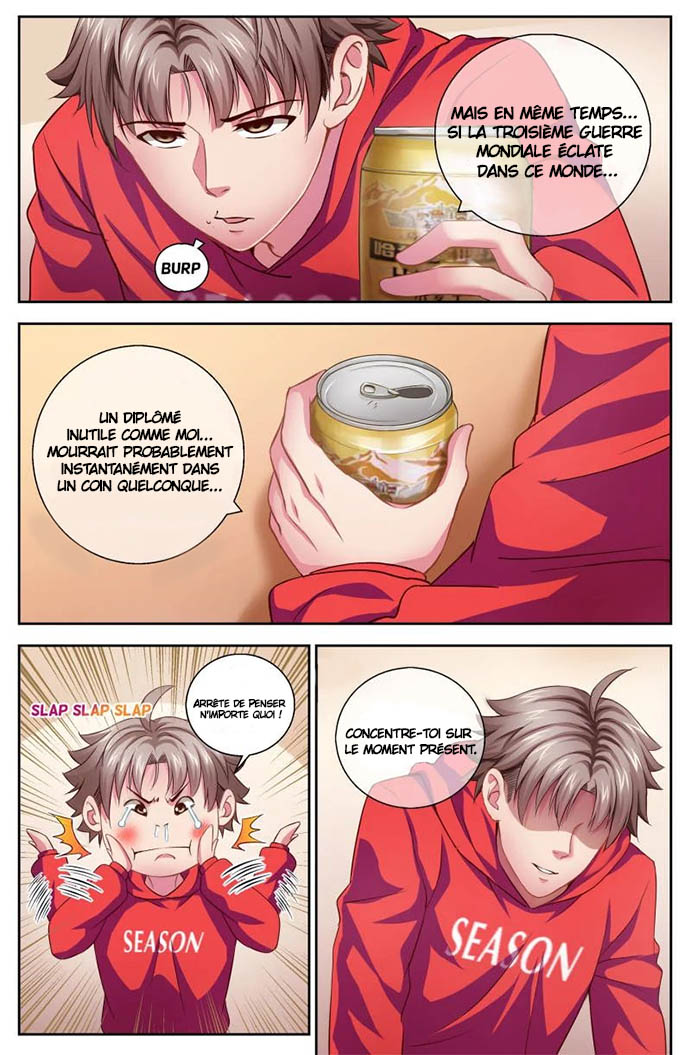 MAIS EN MÊME TEMPS...
SI LA TROISIÈME GUERRE
MONDIALE ÉCLATE
DANS CE MONDE...
BURP
哈
UN DIPLÔMÉ
INUTILE COMME MOI...
MOURRAIT PROBABLEMENT
INSTANTANÉMENT DANS
UN COIN QUELCONQUE...
SLAP SLAP SLAP
ARRÊTE DE PENSER
N'IMPORTE QUOI !
SEASON
CONCENTRE-TOI SUR
LE MOMENT PRÉSENT.
SEASON